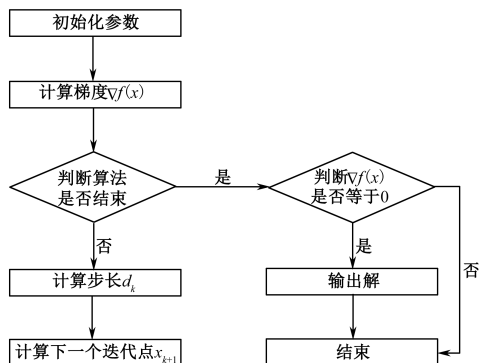 初始化参数
计算梯度∇f(x)
判断算法
是否结束
是
判断∇f(x)
是否等于0
否
是
否
计算步长d_k
输出解
计算下一个迭代点x_{k+1}
结束